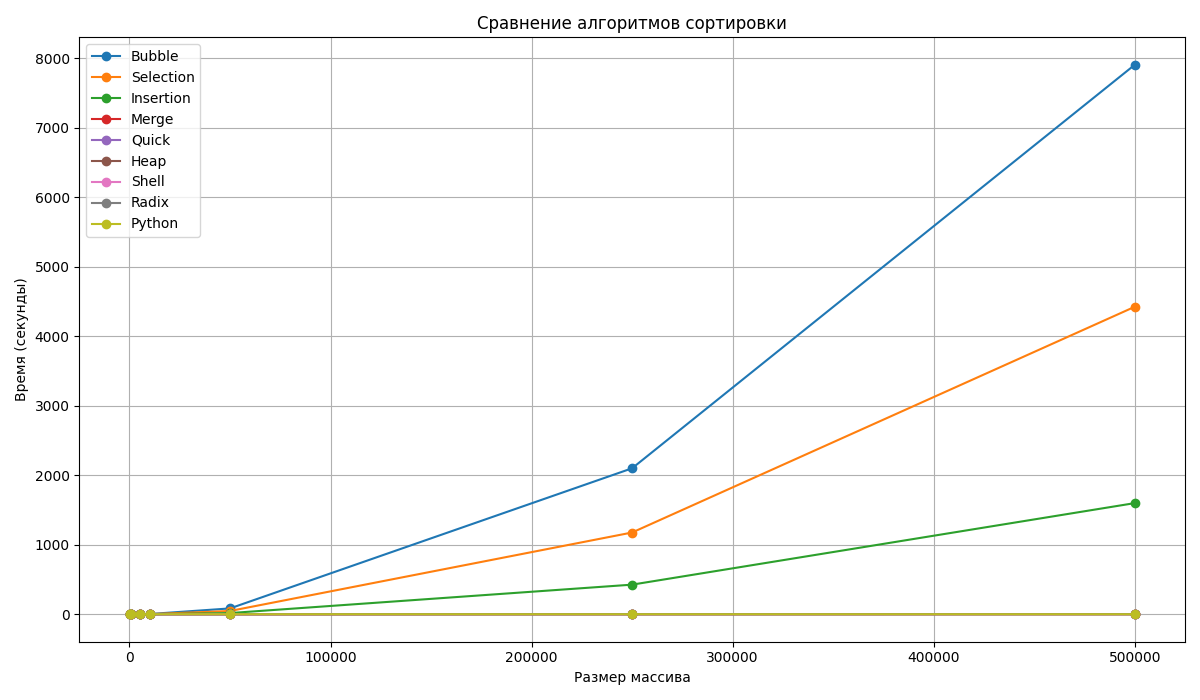 Сравнение алгоритмов сортировки
Bubble
Selection
Insertion
Merge
Quick
Heap
Shell
Radix
Python
8000
7000
6000
5000
4000
3000
2000
1000
0
Время (секунды)
0 100000 200000 300000 400000 500000
Размер массива